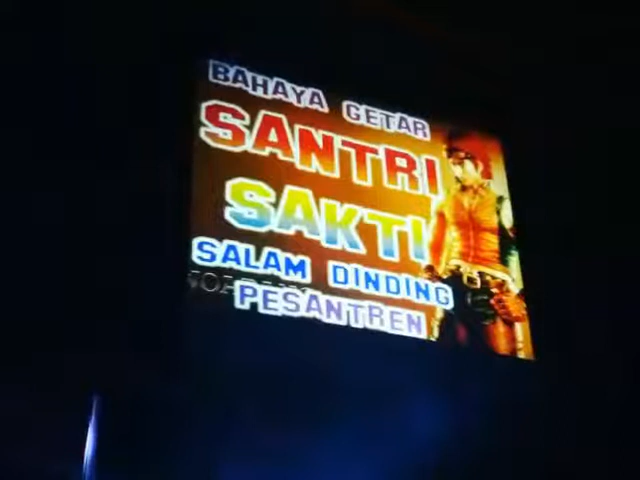 BAHAYA GETAR
SANTRI
SAKTI
SALAM DINDING
PESANTREN